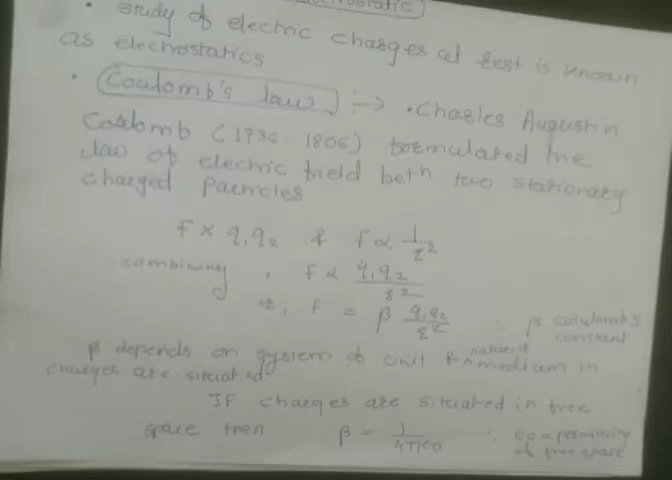 Electrostatic
• study of electric charges at rest is known
as electrostatics
• Coulomb's law :→ • Charles Augustin
Coulomb (1736 1806) formulated the
law of electric field beth two stationary
charged Particles
F ∝ q₁q₂ & F ∝ 1/r²
combining, F ∝ q₁q₂/r²
or, F = β q₁q₂/r² ∵ β coulomb's
constant
β depends on system of unit & nature of medium in
charges are situated
IF charges are situated in free
space then β = 1/4πε₀ ∵ ε₀ = permitivity
of free space